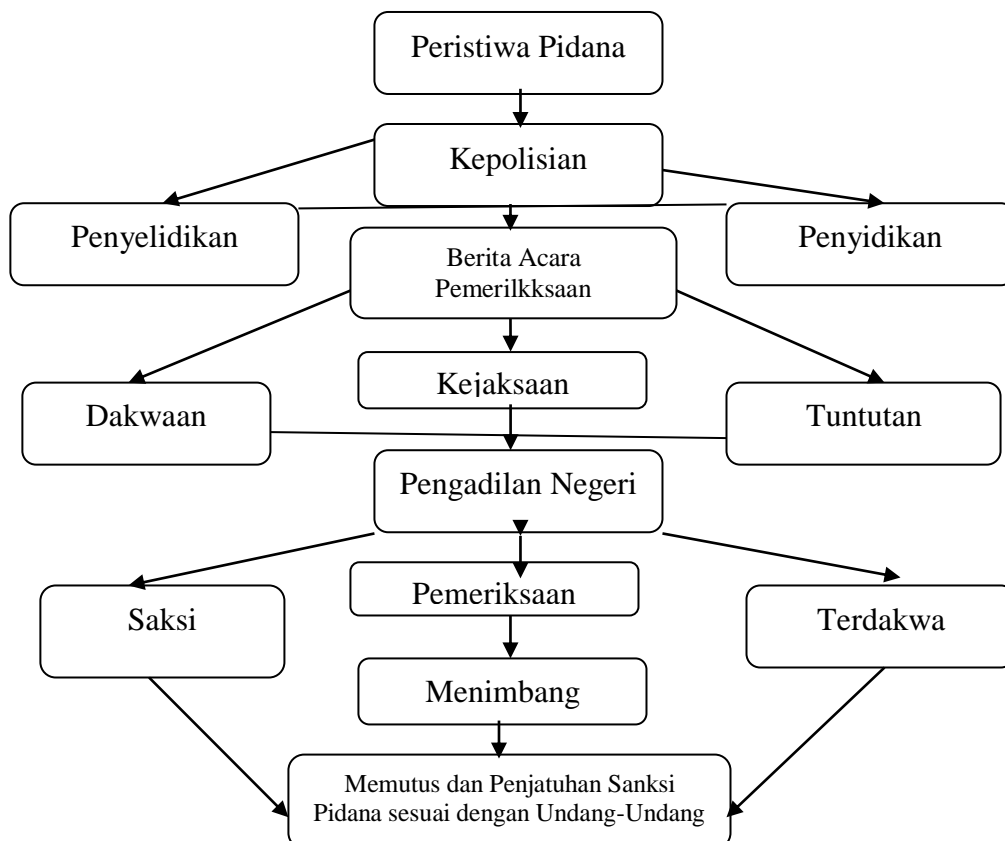 Peristiwa Pidana
Kepolisian
Penyelidikan
Penyidikan
Berita Acara
Pemerilkksaan
Kejaksaan
Dakwaan
Tuntutan
Pengadilan Negeri
Pemeriksaan
Saksi
Terdakwa
Menimbang
Memutus dan Penjatuhan Sanksi
Pidana sesuai dengan Undang-Undang